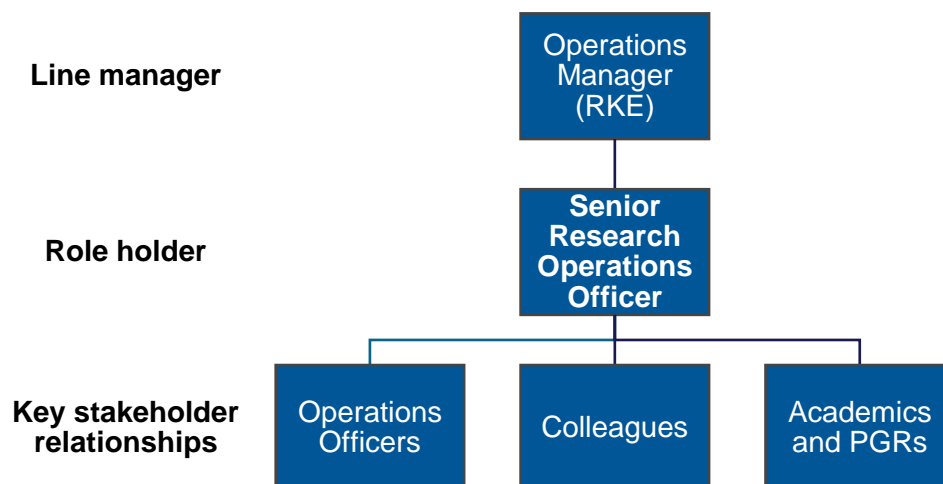 Line manager
Operations
Manager
(RKE)
Role holder
Senior
Research
Operations
Officer
Key stakeholder
relationships
Operations
Officers
Colleagues
Academics
and PGRs